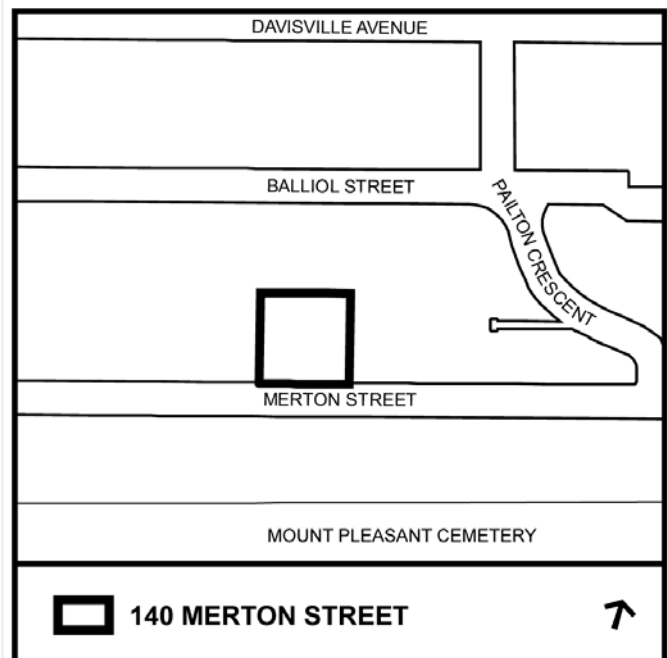 DAVISVILLE AVENUE
BALLIOL STREET
PAILTON CRESCENT
MERTON STREET
MOUNT PLEASANT CEMETERY
140 MERTON STREET